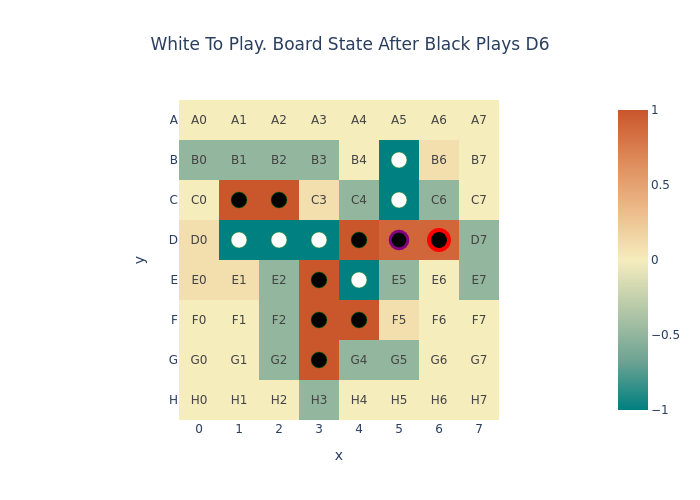 White To Play. Board State After Black Plays D6
A A0 A1 A2 A3 A4 A5 A6 A7
B B0 B1 B2 B3 B4 B6 B7
C C0 C3 C4 C6 C7
D D0 D7
E E0 E1 E2 E5 E6 E7
F F0 F1 F2 F5 F6 F7
G G0 G1 G2 G4 G5 G6 G7
H H0 H1 H2 H3 H4 H5 H6 H7
0 1 2 3 4 5 6 7
x
y
1
0.5
0
−0.5
−1